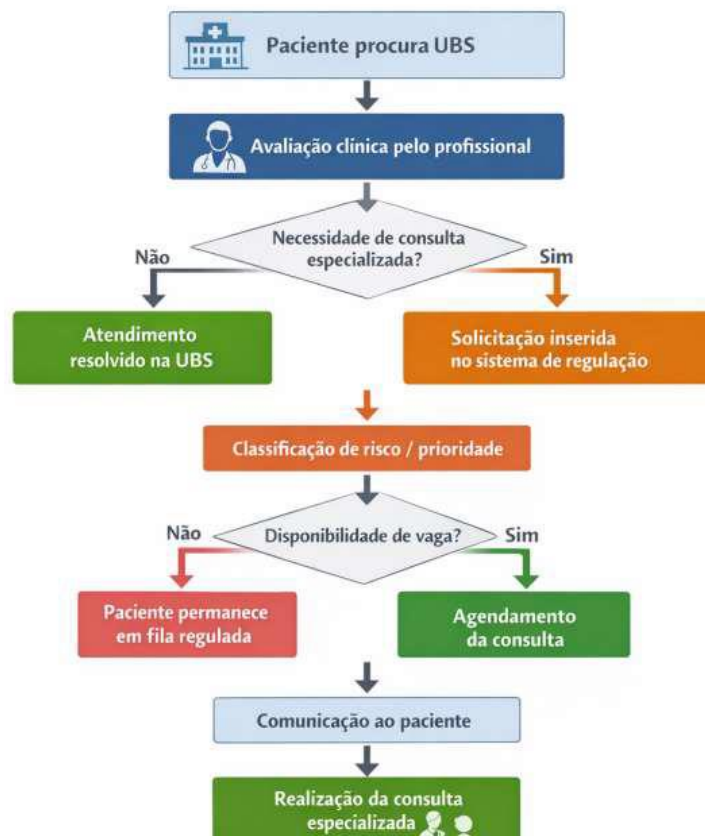 Paciente procura UBS
Avaliação clínica pelo profissional
Necessidade de consulta
especializada?
Não
Sim
Atendimento
resolvido na UBS
Solicitação inserida
no sistema de regulação
Classificação de risco / prioridade
Disponibilidade de vaga?
Não
Sim
Paciente permanece
em fila regulada
Agendamento
da consulta
Comunicação ao paciente
Realização da consulta
especializada